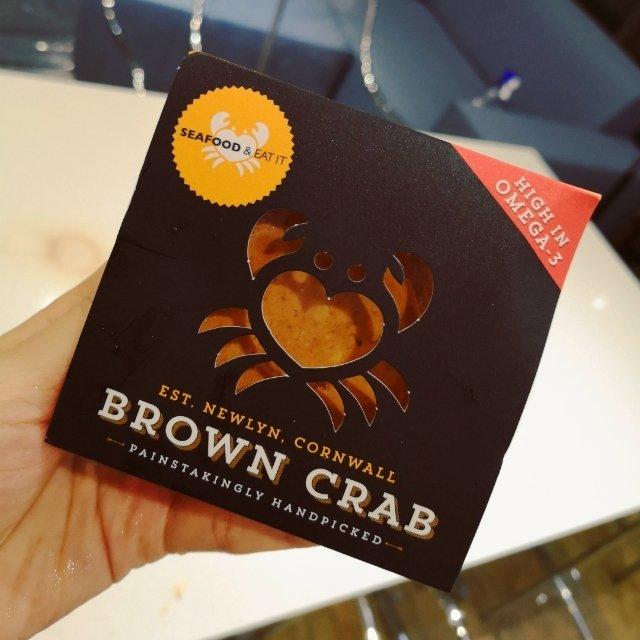 SEAFOOD & EAT IT
HIGH IN
OMEGA 3
EST. NEWLYN, CORNWALL
BROWN CRAB
PAINSTAKINGLY HANDPICKED